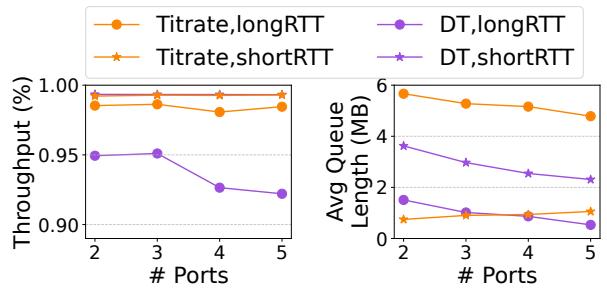 Titrate,longRTT DT,longRTT
Titrate,shortRTT DT,shortRTT
Throughput (%)
1.00
0.95
0.90
2 3 4 5
# Ports
Avg Queue
Length (MB)
6
4
2
0
2 3 4 5
# Ports